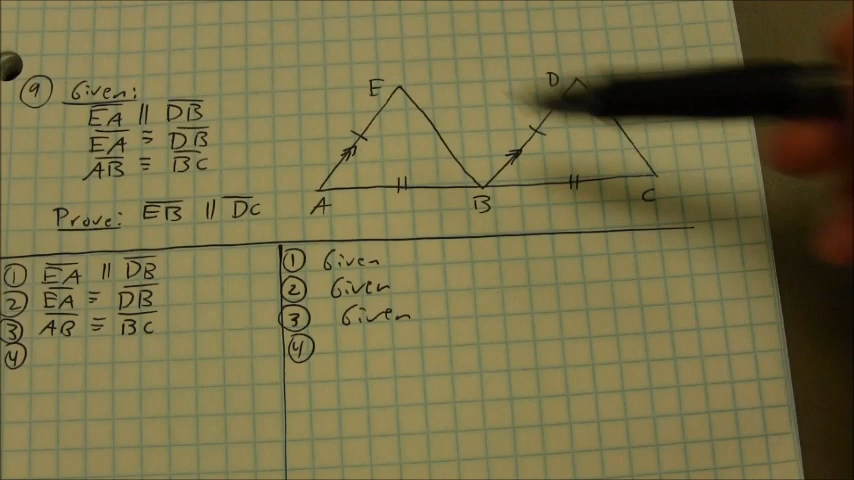 9 Given:
EA || DB
EA ≅ DB
AB ≅ BC
Prove: EB || DC
E
D
A
B
C
1 EA || DB
1 Given
2 EA ≅ DB
2 Given
3 AB ≅ BC
3 Given
4
4